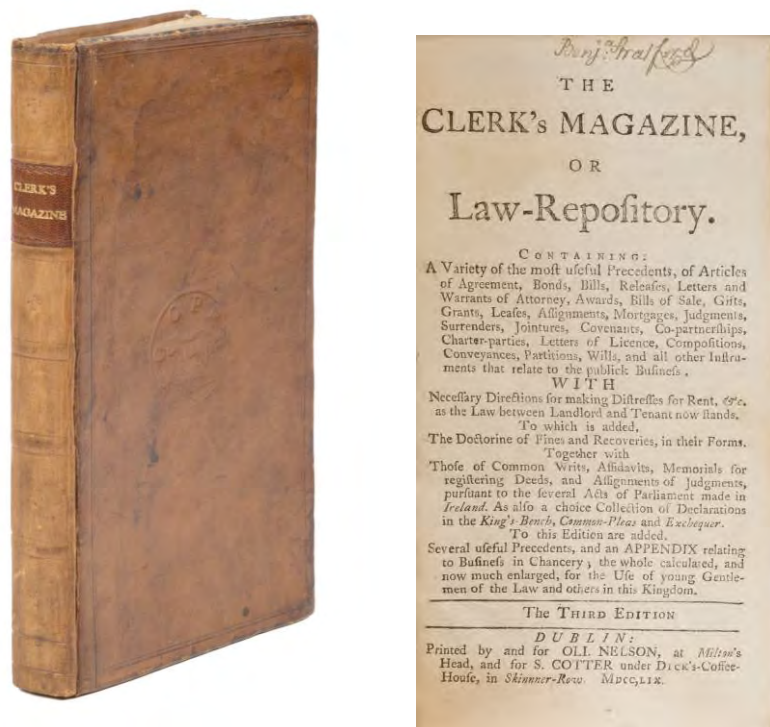 CLERK'S
MAGAZINE
Benjᵃ. Stratford
THE
CLERK's MAGAZINE,
OR
Law-Repoſitory.
CONTAINING:
A Variety of the moſt uſeful Precedents, of Articles
of Agreement, Bonds, Bills, Releaſes, Letters and
Warrants of Attorney, Awards, Bills of Sale, Gifts,
Grants, Leaſes, Aſſignments, Mortgages, Judgments,
Surrenders, Jointures, Covenants, Co-partnerſhips,
Charter-parties, Letters of Licence, Compoſitions,
Conveyances, Partitions, Wills, and all other Inſtru-
ments that relate to the publick Buſineſs,
WITH
Neceſſary Directions for making Diſtreſſes for Rent, &c.
as the Law between Landlord and Tenant now ſtands.
To which is added,
The Doctorine of Fines and Recoveries, in their Forms.
Together with
Thoſe of Common Writs, Affidavits, Memorials for
regiſtering Deeds, and Aſſignments of Judgments,
purſuant to the ſeveral Acts of Parliament made in
Ireland. As alſo a choice Collection of Declarations
in the King's-Bench, Common-Pleas and Exchequer.
To this Edition are added,
Several uſeful Precedents, and an APPENDIX relating
to Buſineſs in Chancery; the whole calculated, and
now much enlarged, for the Uſe of young Gentle-
men of the Law and others in this Kingdom.
The THIRD EDITION
DUBLIN:
Printed by and for OLI. NELSON, at Milton's
Head, and for S. COTTER under DICK's-Coffee-
Houſe, in Skinnner-Row. MDCC,LIX.